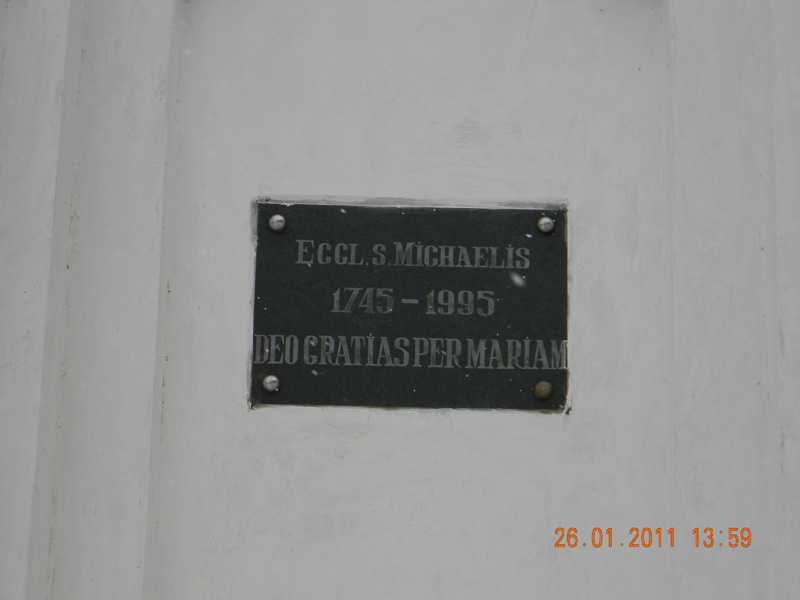 ECCL. S. MICHAELIS
1745 - 1995
DEO GRATIAS PER MARIAM
26.01.2011 13:59